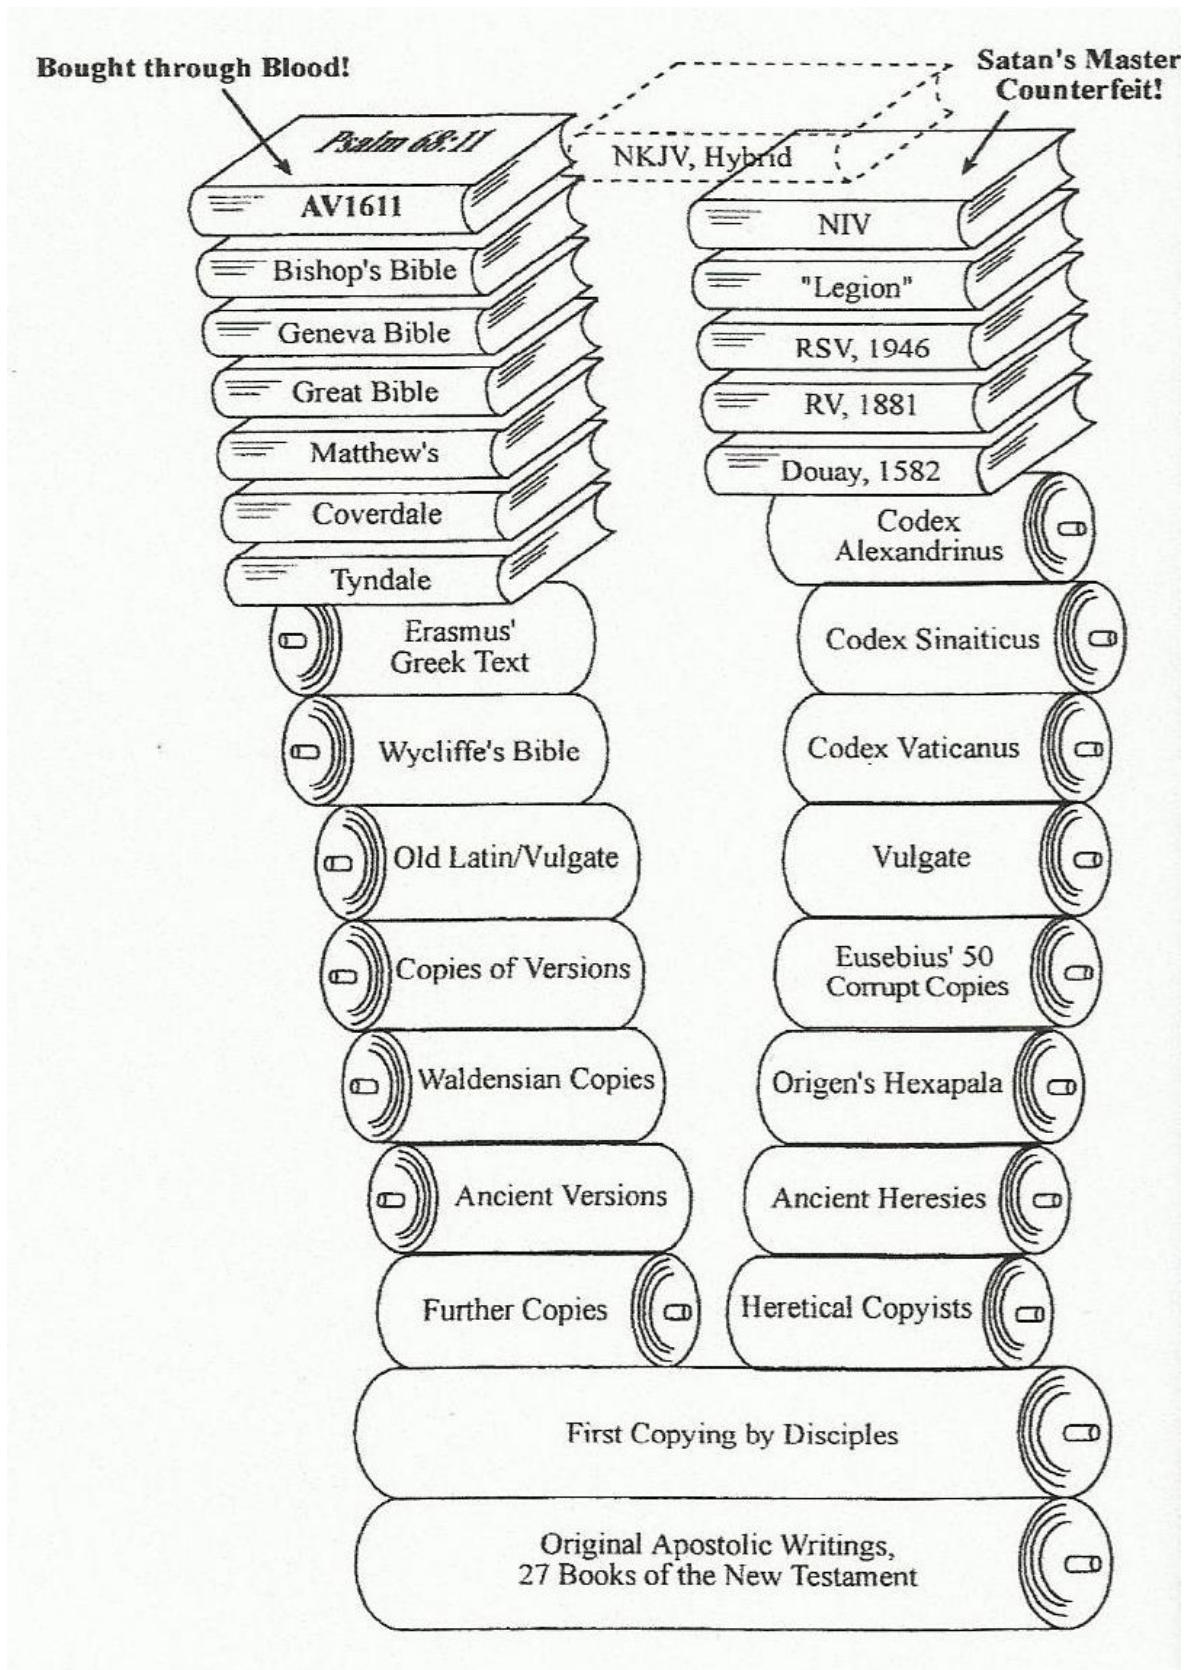 Bought through Blood!
Satan's Master
Counterfeit!
Psalm 68:11
NKJV, Hybrid
AV1611
Bishop's Bible
Geneva Bible
Great Bible
Matthew's
Coverdale
Tyndale
Erasmus'
Greek Text
Wycliffe's Bible
Old Latin/Vulgate
Copies of Versions
Waldensian Copies
Ancient Versions
Further Copies
NIV
"Legion"
RSV, 1946
RV, 1881
Douay, 1582
Codex
Alexandrinus
Codex Sinaiticus
Codex Vaticanus
Vulgate
Eusebius' 50
Corrupt Copies
Origen's Hexapala
Ancient Heresies
Heretical Copyists
First Copying by Disciples
Original Apostolic Writings,
27 Books of the New Testament